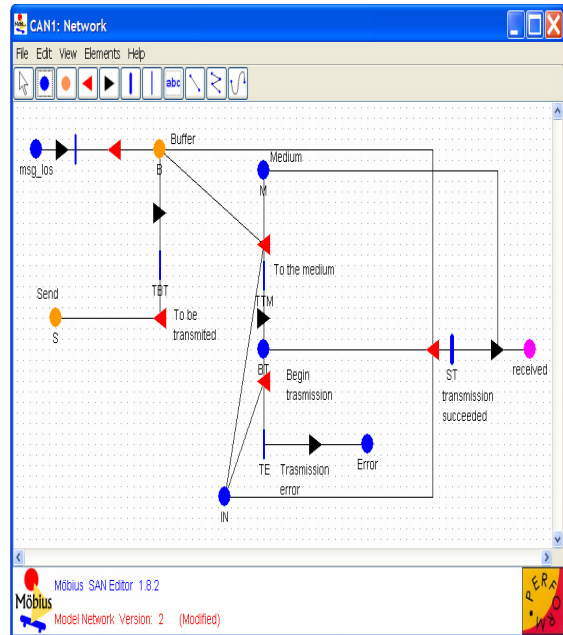 CAN1: Network
File Edit View Elements Help
abc
Buffer
B
msg_los
Medium
M
To the medium
TBT
TTM
Send
S
To be
transmited
BT
Begin
trasmission
ST
transmission
succeeded
received
TE
Trasmission
error
Error
IN
Möbius SAN Editor 1.8.2
Möbius
Model Network Version: 2 (Modified)
PERFORM